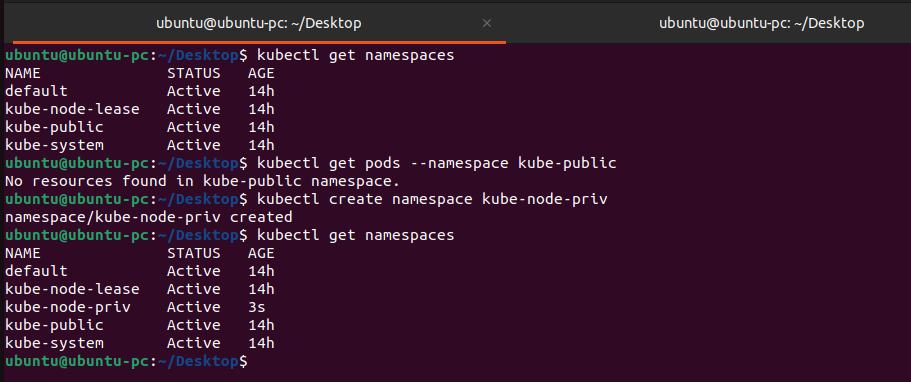 ubuntu@ubuntu-pc: ~/Desktop × ubuntu@ubuntu-pc: ~/Desktop
ubuntu@ubuntu-pc:~/Desktop$ kubectl get namespaces
NAME STATUS AGE
default Active 14h
kube-node-lease Active 14h
kube-public Active 14h
kube-system Active 14h
ubuntu@ubuntu-pc:~/Desktop$ kubectl get pods --namespace kube-public
No resources found in kube-public namespace.
ubuntu@ubuntu-pc:~/Desktop$ kubectl create namespace kube-node-priv
namespace/kube-node-priv created
ubuntu@ubuntu-pc:~/Desktop$ kubectl get namespaces
NAME STATUS AGE
default Active 14h
kube-node-lease Active 14h
kube-node-priv Active 3s
kube-public Active 14h
kube-system Active 14h
ubuntu@ubuntu-pc:~/Desktop$